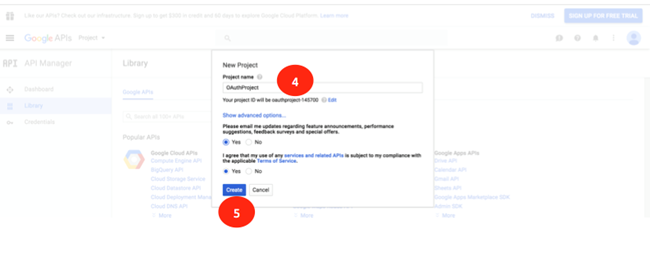 Like our APIs? Check out our infrastructure. Sign up to get $300 in credit and 60 days to explore Google Cloud Platform. Learn more
DISMISS
SIGN UP FOR FREE TRIAL
Google APIs
Project
API
API Manager
Library
Dashboard
Library
Credentials
Google APIs
Search all 100+ APIs
Popular APIs
Google Cloud APIs
Compute Engine API
BigQuery API
Cloud Storage Service
Cloud Datastore API
Cloud Deployment Mana
Cloud DNS API
More
New Project
Project name
4
OAuthProject
Your project ID will be oauthproject-145700
Edit
Show advanced options...
Please email me updates regarding feature announcements, performance
suggestions, feedback surveys and special offers.
Yes
No
I agree that my use of any services and related APIs is subject to my compliance with
the applicable Terms of Service.
Yes
No
Create
Cancel
5
More
Google Apps APIs
Drive API
Calendar API
Gmail API
Sheets API
Google Apps Marketplace SDK
Admin SDK
More